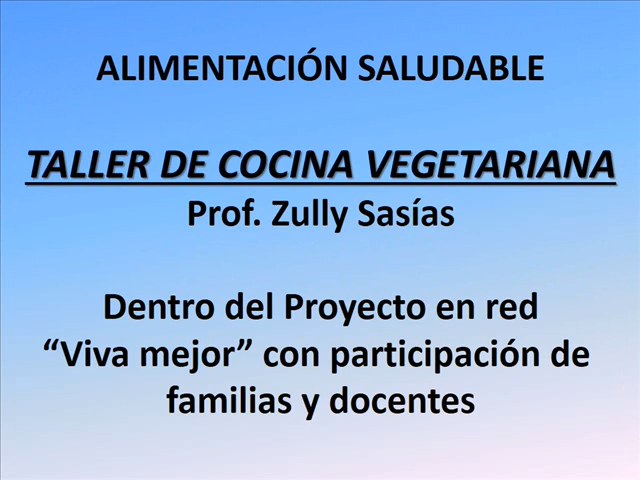 ALIMENTACIÓN SALUDABLE
TALLER DE COCINA VEGETARIANA
Prof. Zully Sasías
Dentro del Proyecto en red
“Viva mejor” con participación de
familias y docentes